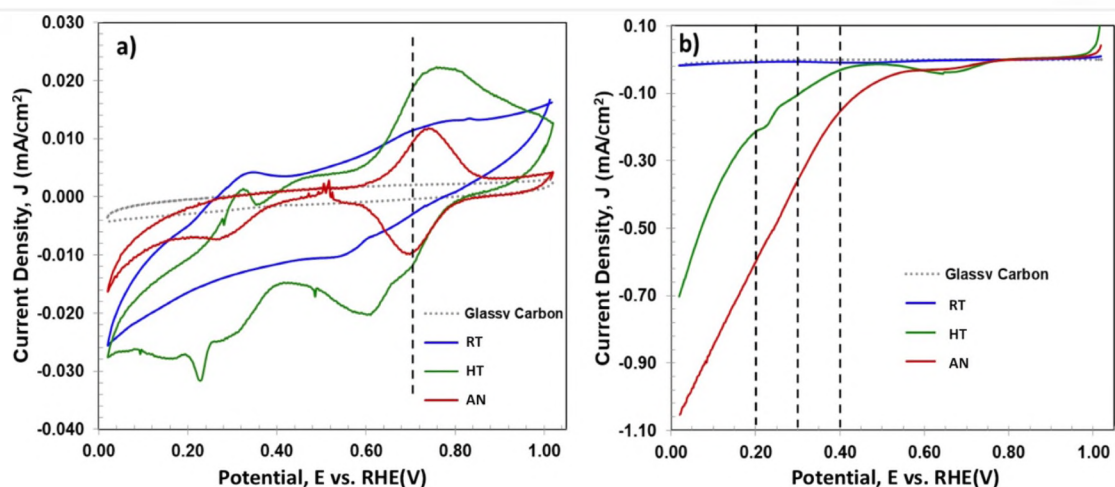 a)
Current Density, J (mA/cm²)
0.030
0.020
0.010
0.000
-0.010
-0.020
-0.030
-0.040
Glassy Carbon
RT
HT
AN
0.00 0.20 0.40 0.60 0.80 1.00
Potential, E vs. RHE(V)
b)
Current Density, J (mA/cm²)
0.10
-0.10
-0.30
-0.50
-0.70
-0.90
-1.10
Glassy Carbon
RT
HT
AN
0.00 0.20 0.40 0.60 0.80 1.00
Potential, E vs. RHE(V)